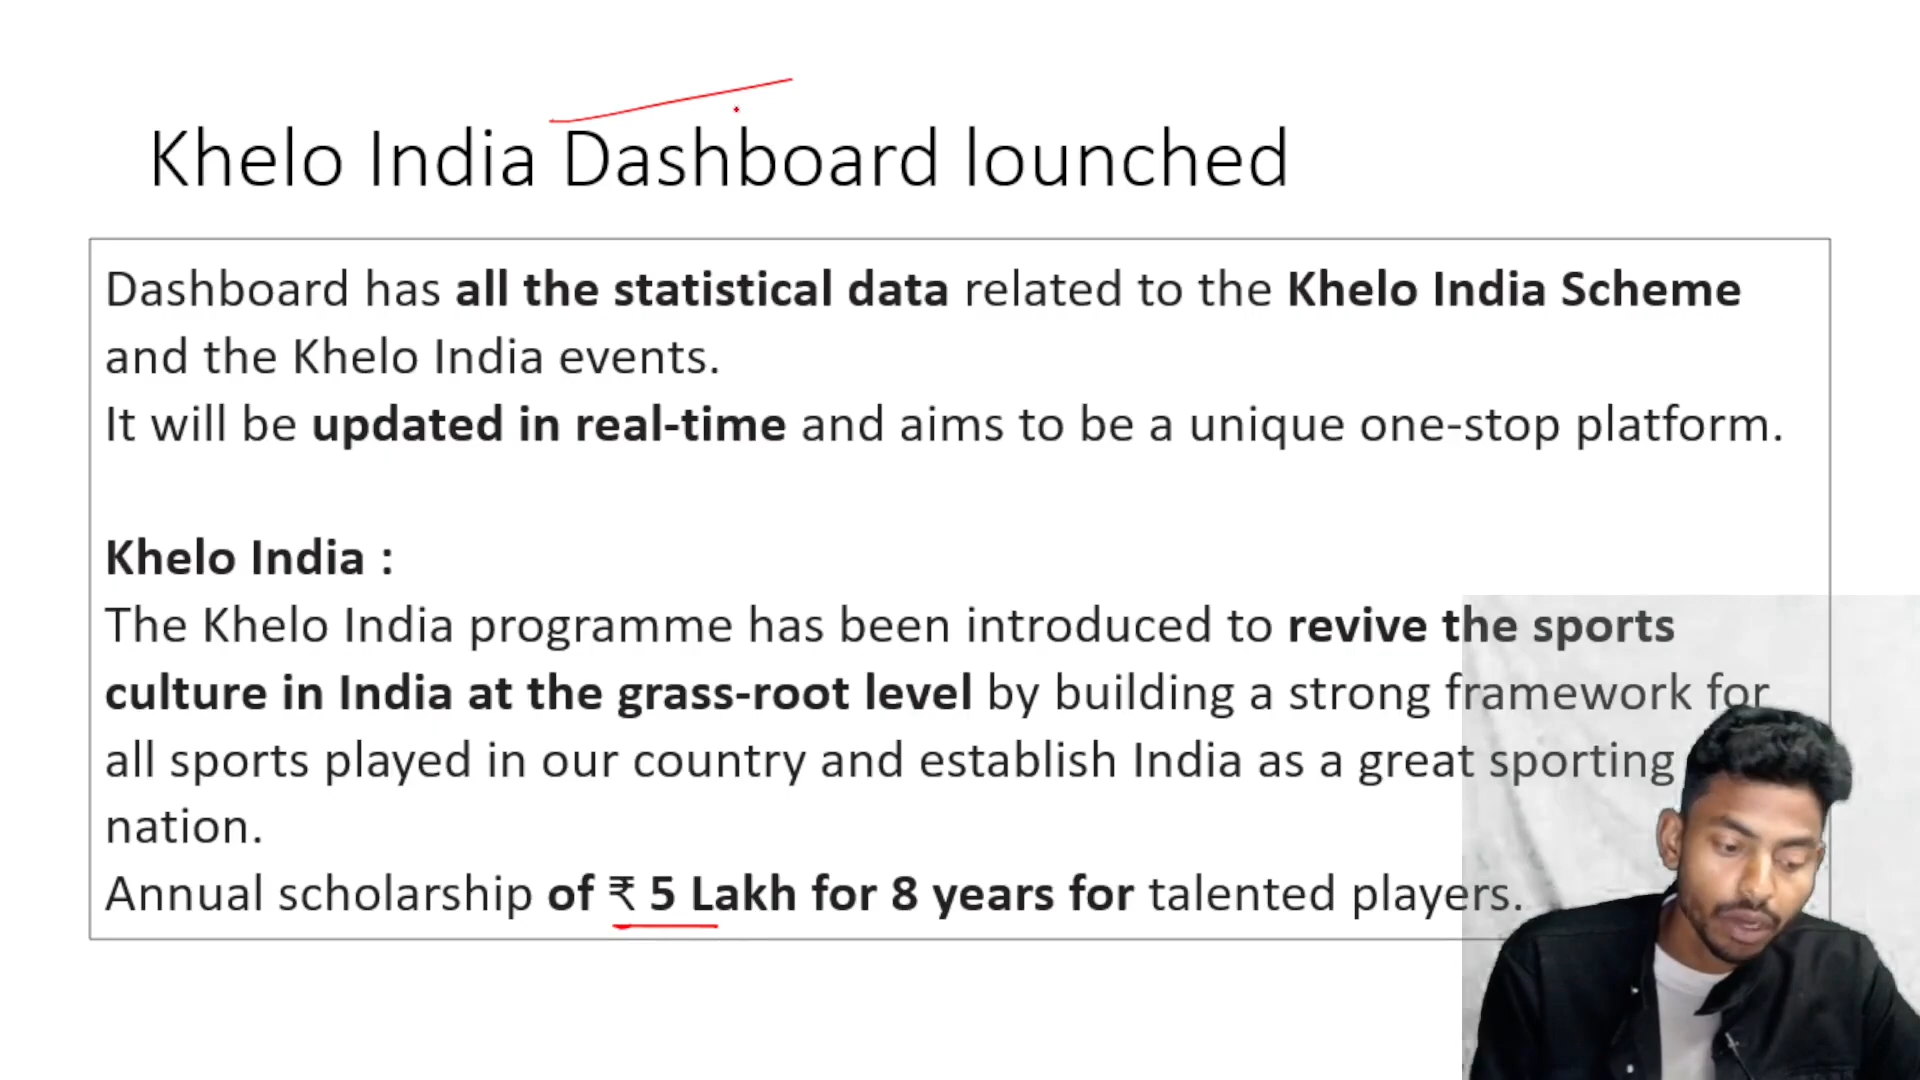 Khelo India Dashboard lounched
Dashboard has all the statistical data related to the Khelo India Scheme
and the Khelo India events.
It will be updated in real-time and aims to be a unique one-stop platform.
Khelo India :
The Khelo India programme has been introduced to revive the sports
culture in India at the grass-root level by building a strong framework for
all sports played in our country and establish India as a great sporting
nation.
Annual scholarship of ₹ 5 Lakh for 8 years for talented players.